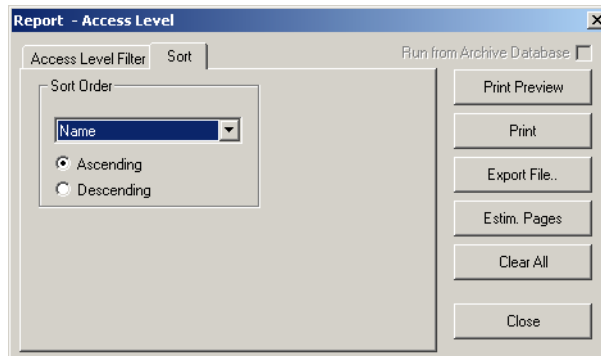 Report - Access Level
Access Level Filter
Sort
Run from Archive Database
Sort Order
Name
Ascending
Descending
Print Preview
Print
Export File..
Estim. Pages
Clear All
Close